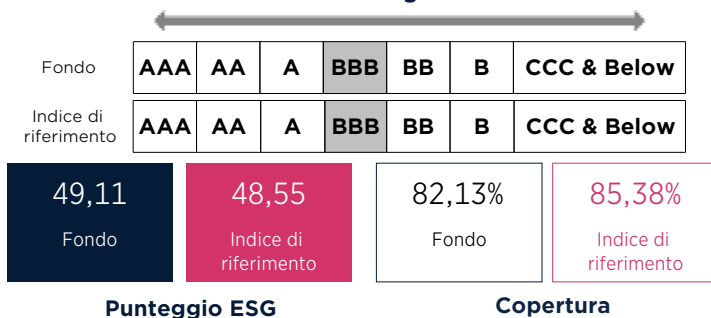 Fondo AAA AA A BBB BB B CCC & Below
Indice di
riferimento AAA AA A BBB BB B CCC & Below
49,11
Fondo
48,55
Indice di
riferimento
82,13%
Fondo
85,38%
Indice di
riferimento
Punteggio ESG
Copertura